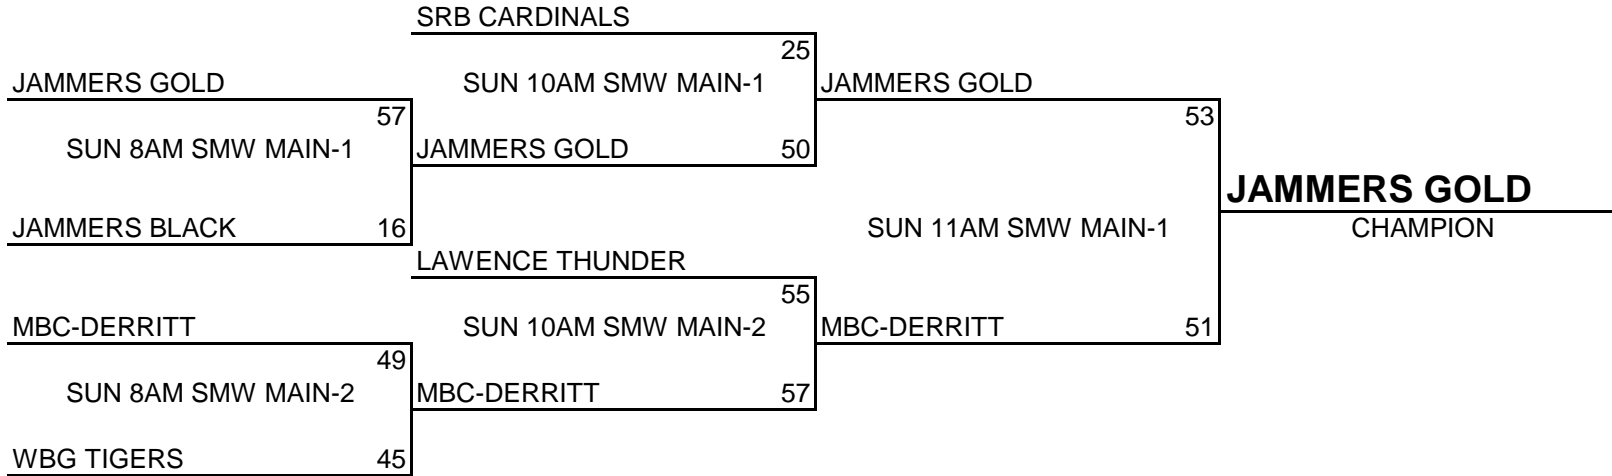 SRB CARDINALS
25
JAMMERS GOLD
SUN 10AM SMW MAIN-1
JAMMERS GOLD
57
53
SUN 8AM SMW MAIN-1
JAMMERS GOLD
50
JAMMERS GOLD
JAMMERS BLACK
16
SUN 11AM SMW MAIN-1
CHAMPION
LAWENCE THUNDER
55
MBC-DERRITT
SUN 10AM SMW MAIN-2
MBC-DERRITT
51
49
SUN 8AM SMW MAIN-2
MBC-DERRITT
57
WBG TIGERS
45